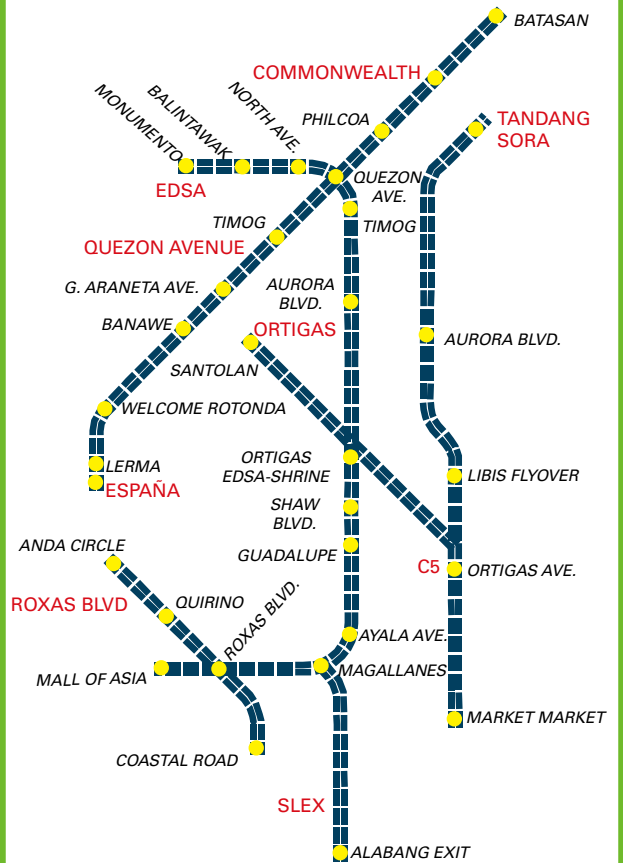 BATASAN
COMMONWEALTH
MONUMENTO
BALINTAWAK
NORTH AVE.
PHILCOA
TANDANG
SORA
EDSA
QUEZON
AVE.
TIMOG
TIMOG
QUEZON AVENUE
G. ARANETA AVE.
AURORA
BLVD.
BANAWE
ORTIGAS
AURORA BLVD.
SANTOLAN
WELCOME ROTONDA
LERMA
ESPAÑA
ORTIGAS
EDSA-SHRINE
LIBIS FLYOVER
SHAW
BLVD.
ANDA CIRCLE
GUADALUPE
C5
ORTIGAS AVE.
ROXAS BLVD
QUIRINO
ROXAS BLVD.
AYALA AVE.
MALL OF ASIA
MAGALLANES
MARKET MARKET
COASTAL ROAD
SLEX
ALABANG EXIT